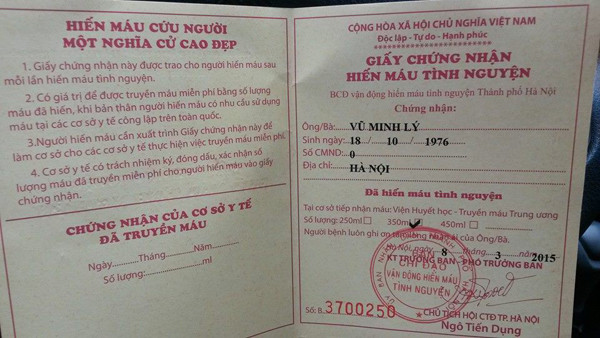 HIẾN MÁU CỨU NGƯỜI
MỘT NGHĨA CỬ CAO ĐẸP
1. Giấy chứng nhận này được trao cho người hiến máu sau
mỗi lần hiến máu tình nguyện.
2. Có giá trị để được truyền máu miễn phí bằng số lượng
máu đã hiến, khi bản thân người hiến máu có nhu cầu sử dụng
máu tại các cơ sở y tế công lập trên toàn quốc.
3.Người hiến máu cần xuất trình Giấy chứng nhận này để
làm cơ sở cho các cơ sở y tế thực hiện việc truyền máu miễn phí.
4. Cơ sở y tế có trách nhiệm ký, đóng dấu, xác nhận số
lượng máu đã truyền miễn phí cho người hiến máu vào giấy
chứng nhận.
CHỨNG NHẬN CỦA CƠ SỞ Y TẾ
ĐÃ TRUYỀN MÁU
Ngày............Tháng............Năm............
Số lượng:........................ml
CỘNG HÒA XÃ HỘI CHỦ NGHĨA VIỆT NAM
Độc lập - Tự do - Hạnh phúc
GIẤY CHỨNG NHẬN
HIẾN MÁU TÌNH NGUYỆN
BCĐ vận động hiến máu tình nguyện Thành phố Hà Nội
Chứng nhận:
Ông/Bà: VŨ MINH LÝ
Sinh ngày: 18 / 10 / 1976
Số CMND: 0
Địa chỉ: HÀ NỘI
Đã hiến máu tình nguyện
Tại cơ sở tiếp nhận máu: Viện Huyết học - Truyền máu Trung ương
Số lượng: 250ml 350ml 450ml
Người bệnh luôn ghi ơn tấm lòng nhân ái của Ông/Bà.
Hà Nội, ngày 8 tháng 3 năm 2015
KT TRƯỞNG BAN - PHÓ TRƯỞNG BAN
BAN
CHỈ ĐẠO
VẬN ĐỘNG HIẾN MÁU
TÌNH NGUYỆN
Số: B. 3700250
CHỦ TỊCH HỘI CTĐ TP. HÀ NỘI
Ngô Tiến Dụng